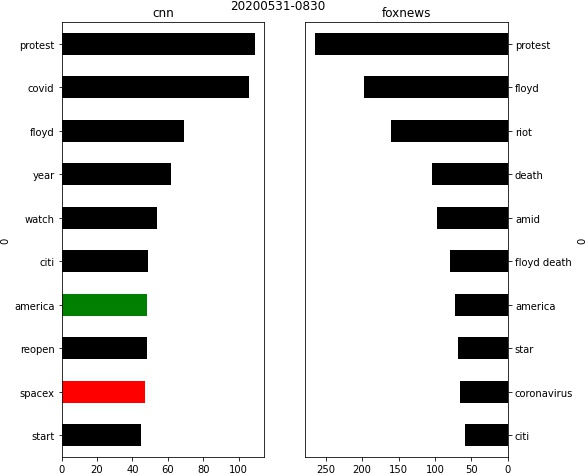 20200531-0830
cnn
foxnews
protest
covid
floyd
year
watch
citi
america
reopen
spacex
start
0
0 20 40 60 80 100
protest
floyd
riot
death
amid
floyd death
america
star
coronavirus
citi
0
250 200 150 100 50 0